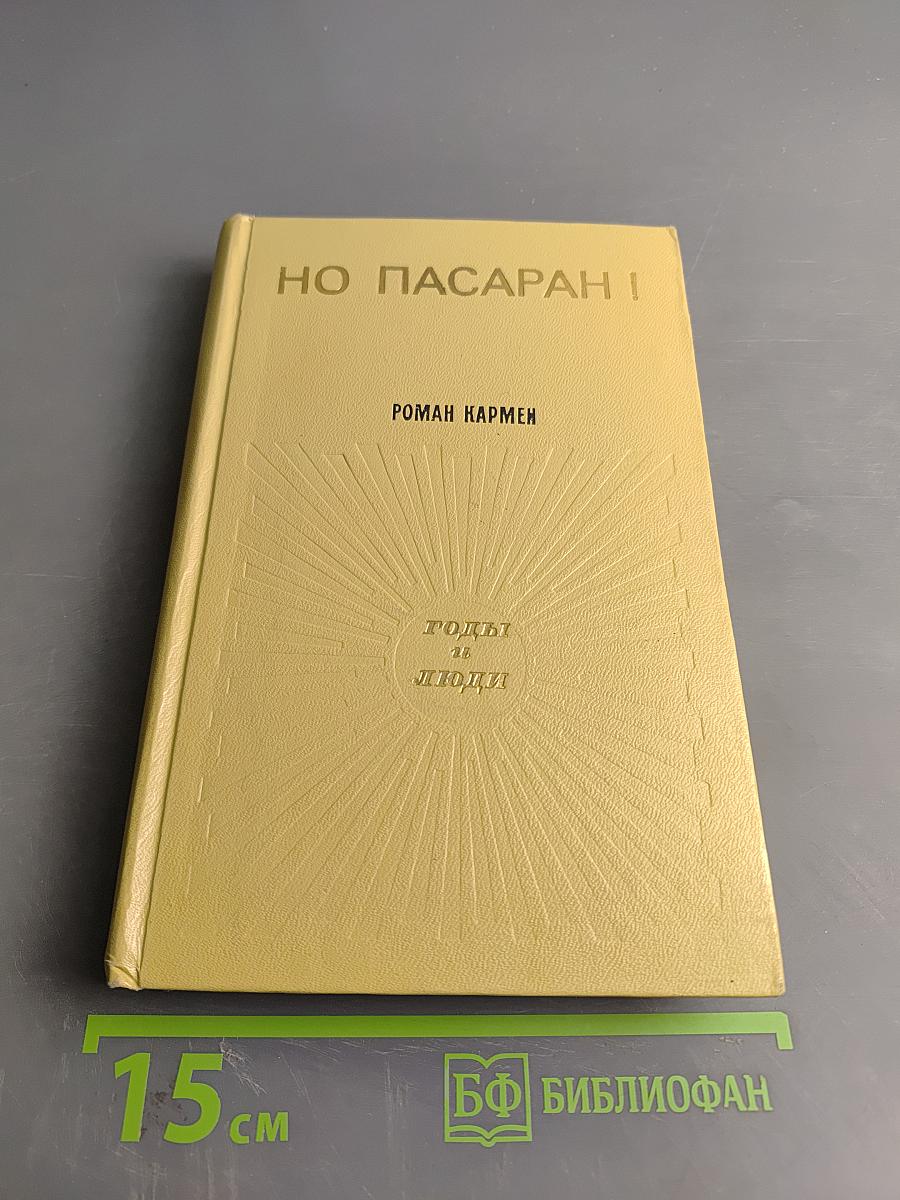 НО ПАСАРАН!
РОМАН КАРМЕН
ГОДЫ
и
ЛЮДИ
15 см
БФ БИБЛИОФАН